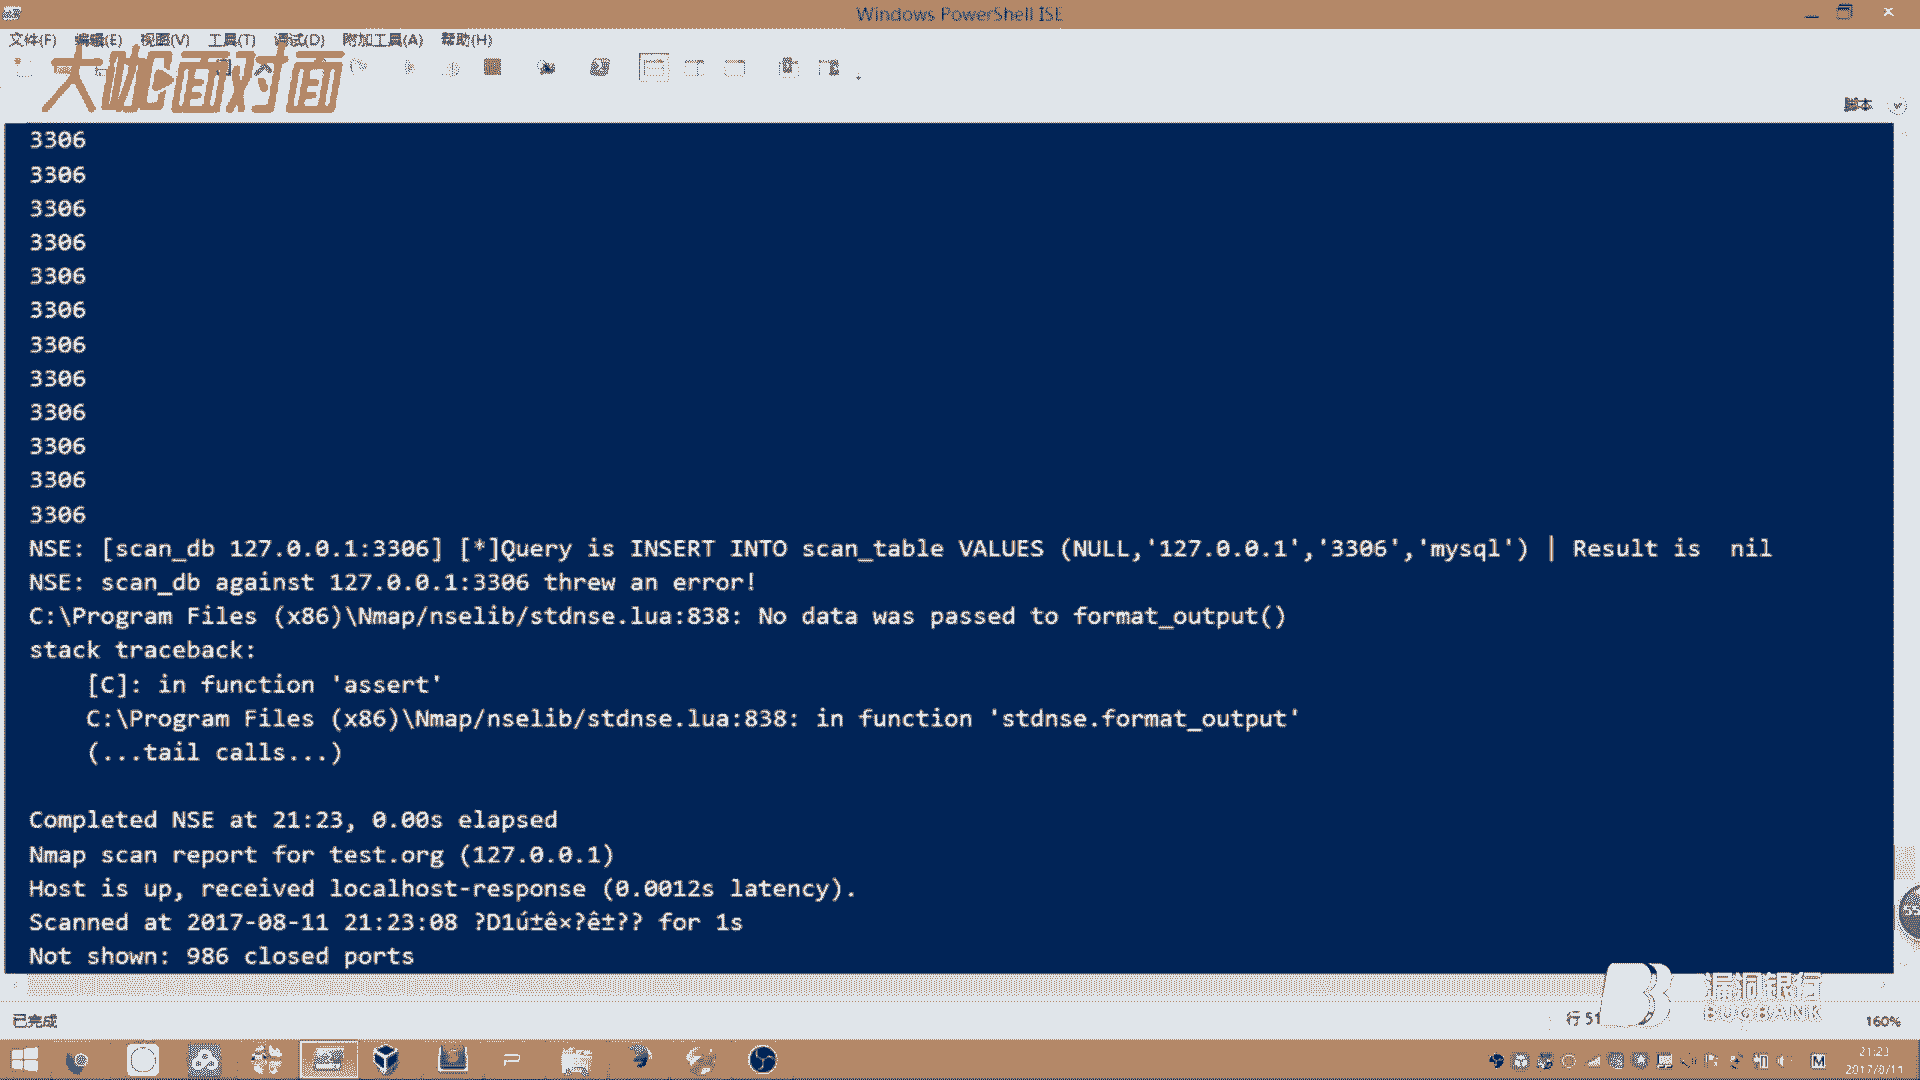 Windows PowerShell ISE
文件(F) 编辑(E) 视图(V) 工具(T) 调试(D) 附加工具(A) 帮助(H)
大咖面对面
脚本
3306
3306
3306
3306
3306
3306
3306
3306
3306
3306
3306
3306
NSE: [scan_db 127.0.0.1:3306] [*]Query is INSERT INTO scan_table VALUES (NULL,'127.0.0.1','3306','mysql') | Result is  nil
NSE: scan_db against 127.0.0.1:3306 threw an error!
C:\Program Files (x86)\Nmap/nselib/stdnse.lua:838: No data was passed to format_output()
stack traceback:
    [C]: in function 'assert'
    C:\Program Files (x86)\Nmap/nselib/stdnse.lua:838: in function 'stdnse.format_output'
    (...tail calls...)
Completed NSE at 21:23, 0.00s elapsed
Nmap scan report for test.org (127.0.0.1)
Host is up, received localhost-response (0.0012s latency).
Scanned at 2017-08-11 21:23:08 ?D1ú±ê×?ê±?? for 1s
Not shown: 986 closed ports
漏洞银行
BUGBANK
已完成
行 51
160%
21:23
2017/8/11